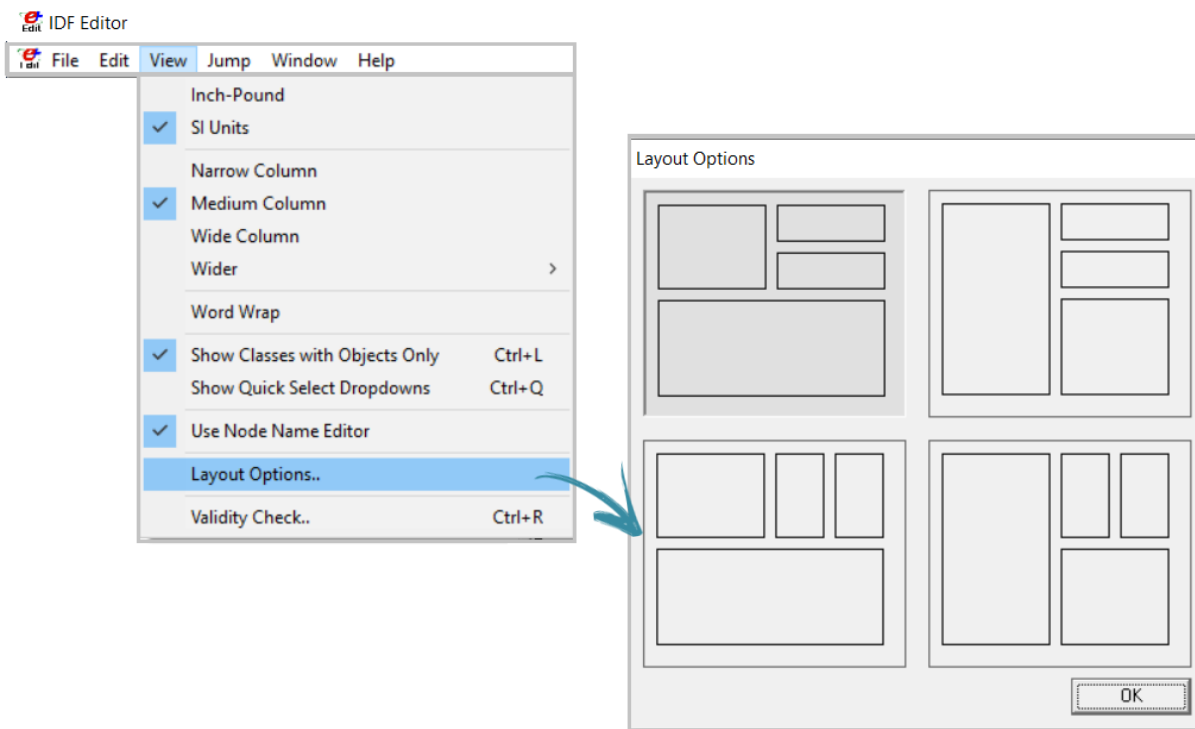 Edit IDF Editor
File Edit View Jump Window Help
Inch-Pound
SI Units
Narrow Column
Medium Column
Wide Column
Wider
Word Wrap
Show Classes with Objects Only Ctrl+L
Show Quick Select Dropdowns Ctrl+Q
Use Node Name Editor
Layout Options..
Validity Check.. Ctrl+R
Layout Options
OK